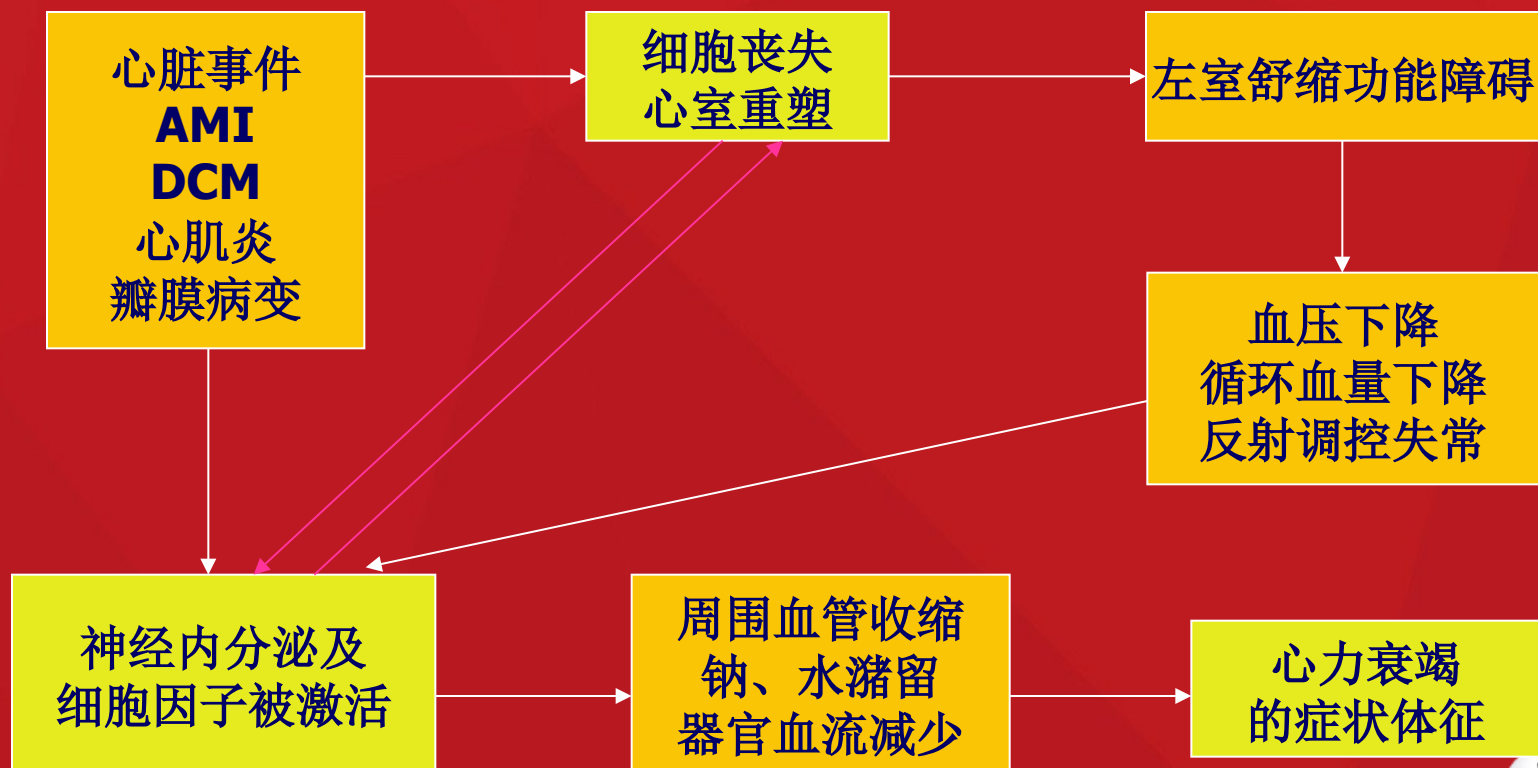 心脏事件
AMI
DCM
心肌炎
瓣膜病变
细胞丧失
心室重塑
左室舒缩功能障碍
血压下降
循环血量下降
反射调控失常
神经内分泌及
细胞因子被激活
周围血管收缩
钠、水潴留
器官血流减少
心力衰竭
的症状体征